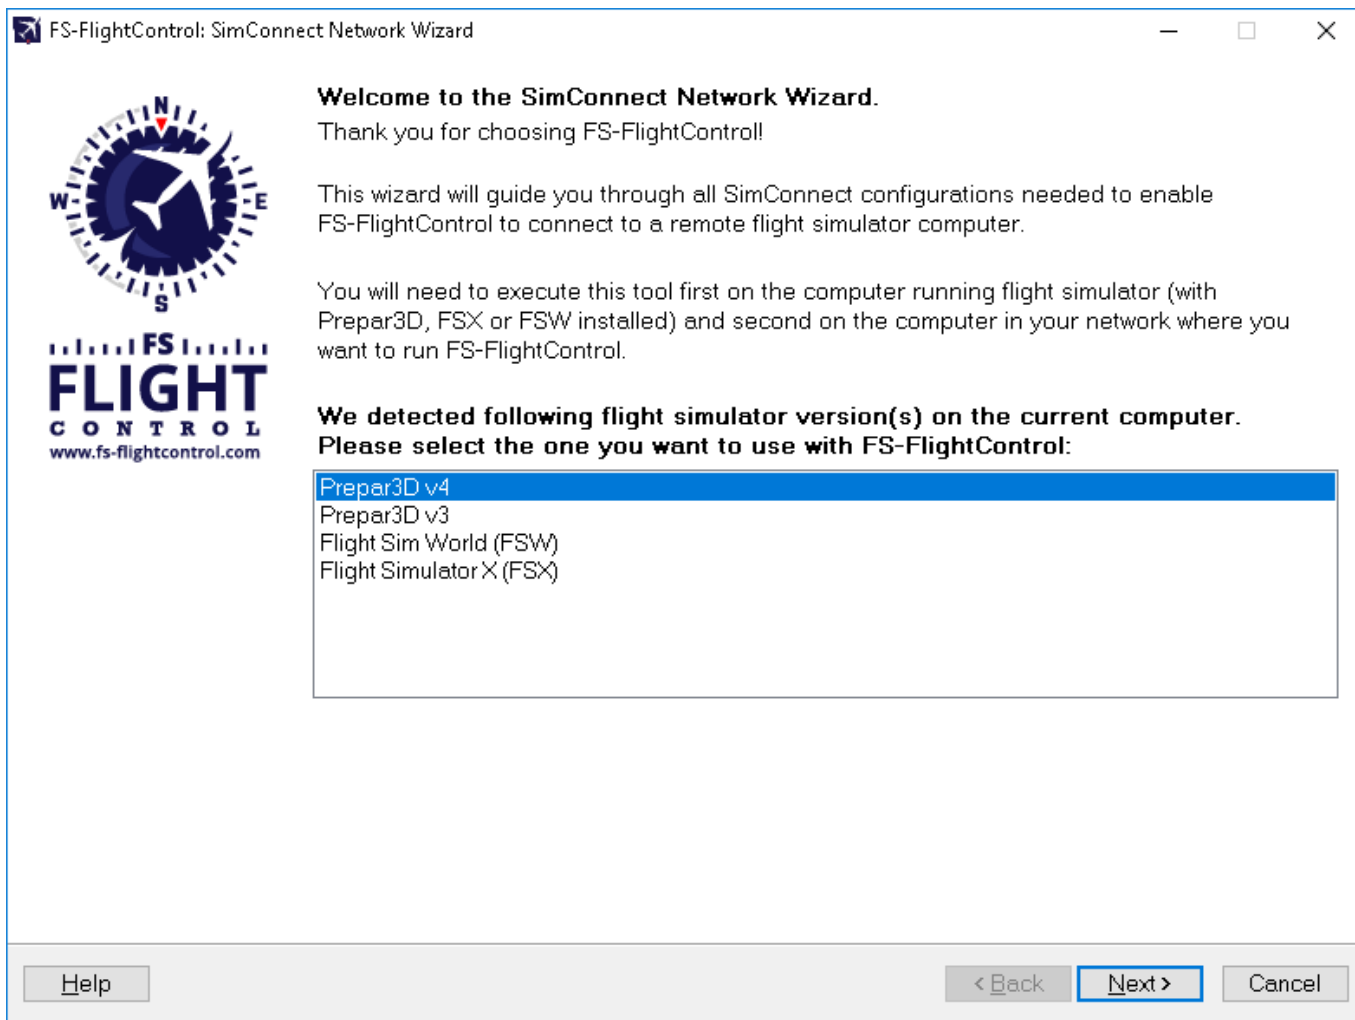 FS-FlightControl: SimConnect Network Wizard
N
W
E
S
FS
FLIGHT
CONTROL
www.fs-flightcontrol.com
Welcome to the SimConnect Network Wizard.
Thank you for choosing FS-FlightControl!
This wizard will guide you through all SimConnect configurations needed to enable
FS-FlightControl to connect to a remote flight simulator computer.
You will need to execute this tool first on the computer running flight simulator (with
Prepar3D, FSX or FSW installed) and second on the computer in your network where you
want to run FS-FlightControl.
We detected following flight simulator version(s) on the current computer.
Please select the one you want to use with FS-FlightControl:
Prepar3D v4
Prepar3D v3
Flight Sim World (FSW)
Flight Simulator X (FSX)
Help
< Back
Next >
Cancel